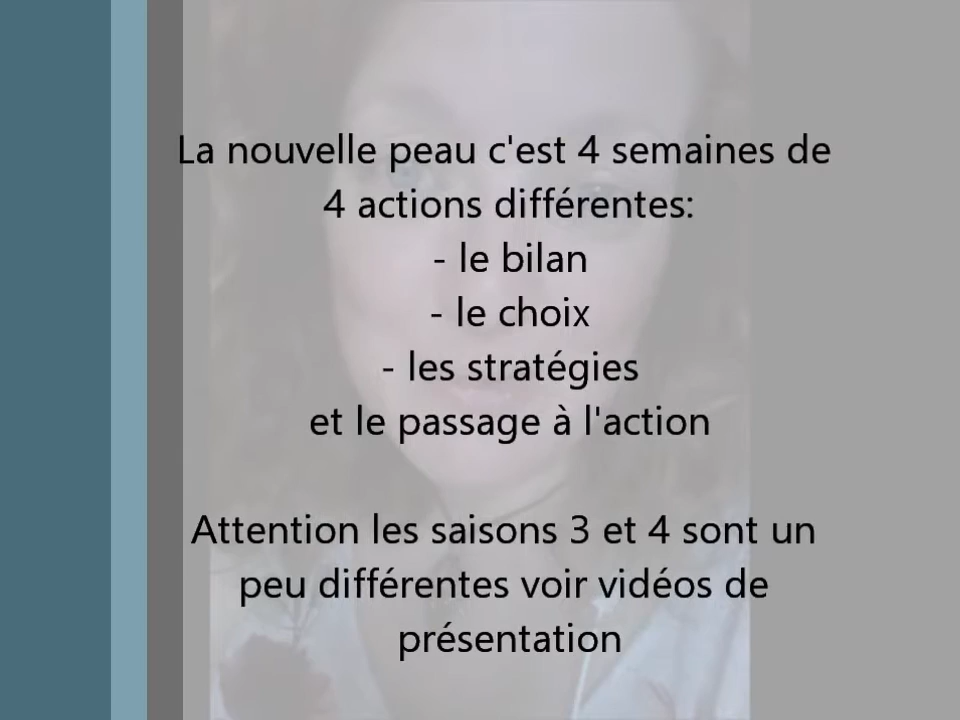 La nouvelle peau c'est 4 semaines de
4 actions différentes:
- le bilan
- le choix
- les stratégies
et le passage à l'action
Attention les saisons 3 et 4 sont un
peu différentes voir vidéos de
présentation